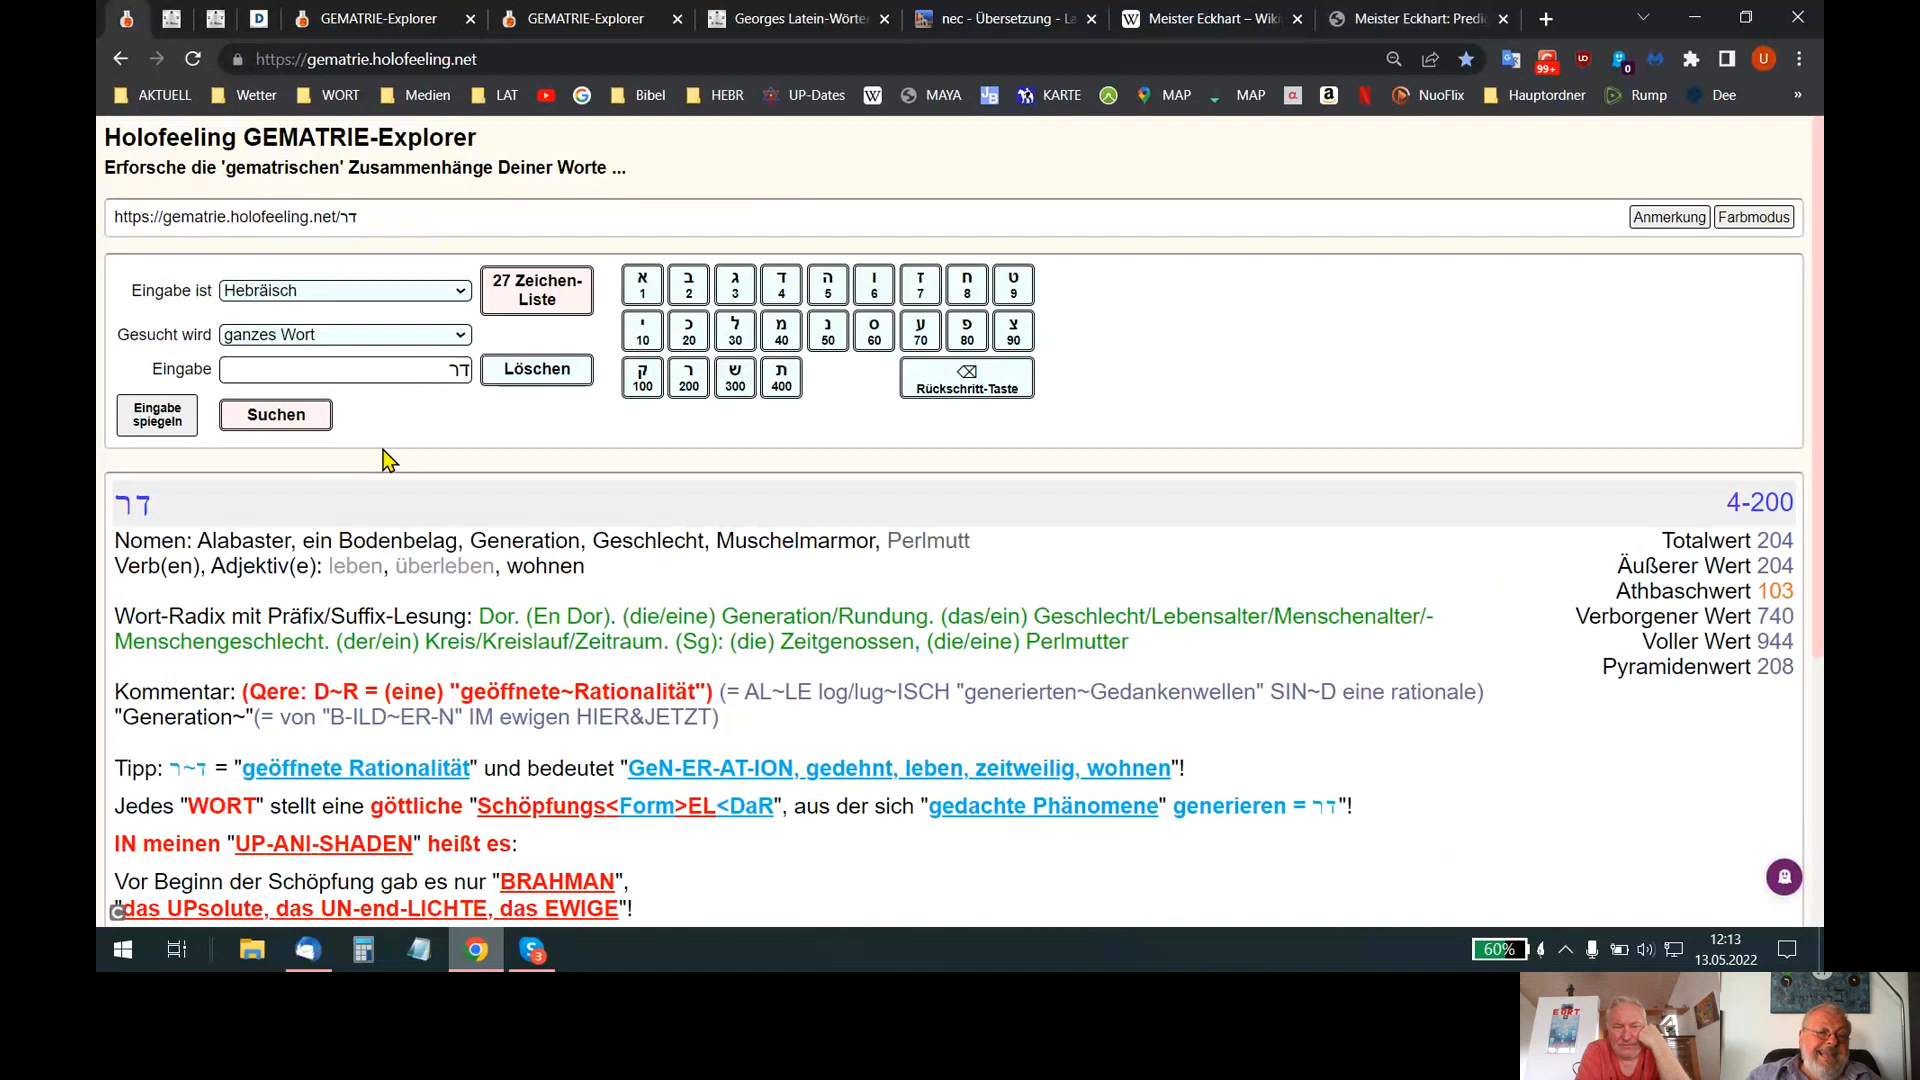 GEMATRIE-Explorer
GEMATRIE-Explorer
Georges Latein-Wörte
nec - Übersetzung - La
Meister Eckhart – Wiki
Meister Eckhart: Predi
https://gematrie.holofeeling.net
99+
0
U
AKTUELL Wetter WORT Medien LAT Bibel HEBR UP-Dates MAYA KARTE MAP MAP NuoFlix Hauptordner Rump Dee »
Holofeeling GEMATRIE-Explorer
Erforsche die 'gematrischen' Zusammenhänge Deiner Worte ...
https://gematrie.holofeeling.net/דר
Anmerkung Farbmodus
Eingabe ist Hebräisch
27 Zeichen-
Liste
Gesucht wird ganzes Wort
Eingabe דר Löschen
Eingabe
spiegeln
Suchen
א ב ג ד ה ו ז ח ט
1 2 3 4 5 6 7 8 9
י כ ל מ נ ס ע פ צ
10 20 30 40 50 60 70 80 90
ק ר ש ת ⌫
100 200 300 400 Rückschritt-Taste
דר 4-200
Nomen: Alabaster, ein Bodenbelag, Generation, Geschlecht, Muschelmarmor, Perlmutt
Verb(en), Adjektiv(e): leben, überleben, wohnen
Totalwert 204
Äußerer Wert 204
Athbaschwert 103
Verborgener Wert 740
Voller Wert 944
Pyramidenwert 208
Wort-Radix mit Präfix/Suffix-Lesung: Dor. (En Dor). (die/eine) Generation/Rundung. (das/ein) Geschlecht/Lebensalter/Menschenalter/-
Menschengeschlecht. (der/ein) Kreis/Kreislauf/Zeitraum. (Sg): (die) Zeitgenossen, (die/eine) Perlmutter
Kommentar: (Qere: D~R = (eine) "geöffnete~Rationalität") (= AL~LE log/lug~ISCH "generierten~Gedankenwellen" SIN~D eine rationale)
"Generation~"(= von "B-ILD~ER-N" IM ewigen HIER&JETZT)
Tipp: ד~ר = "geöffnete Rationalität" und bedeutet "GeN-ER-AT-ION, gedehnt, leben, zeitweilig, wohnen"!
Jedes "WORT" stellt eine göttliche "Schöpfungs<Form>EL<DaR", aus der sich "gedachte Phänomene" generieren = דר"!
IN meinen "UP-ANI-SHADEN" heißt es:
Vor Beginn der Schöpfung gab es nur "BRAHMAN",
"das UPsolute, das UN-end-LICHTE, das EWIGE"!
3
60%
12:13
13.05.2022